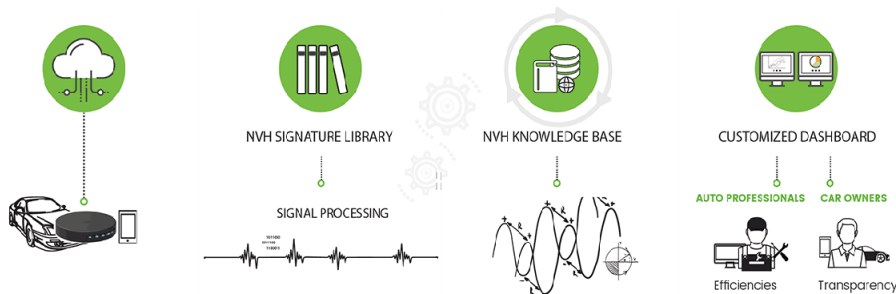 NVH SIGNATURE LIBRARY
SIGNAL PROCESSING
NVH KNOWLEDGE BASE
CUSTOMIZED DASHBOARD
AUTO PROFESSIONALS
CAR OWNERS
Efficiencies
Transparency